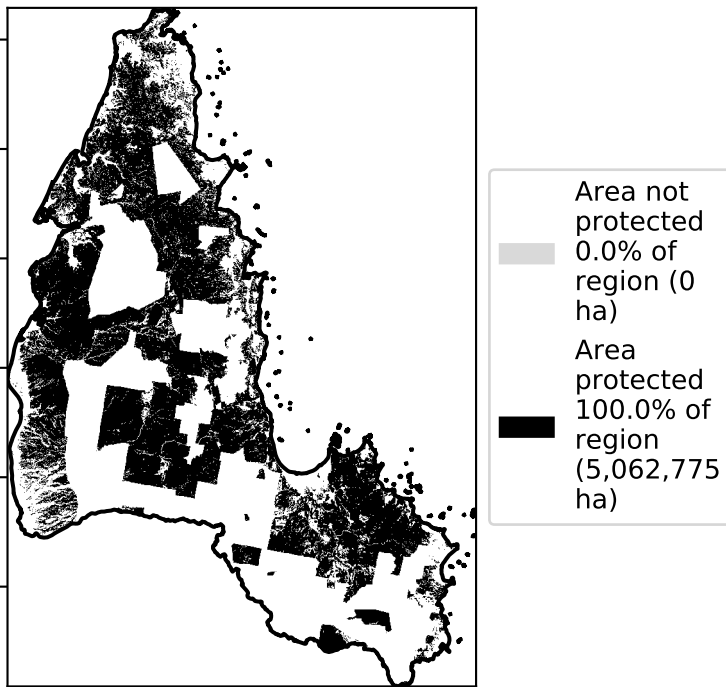 Area not
protected
0.0% of
region (0
ha)
Area
protected
100.0% of
region
(5,062,775
ha)